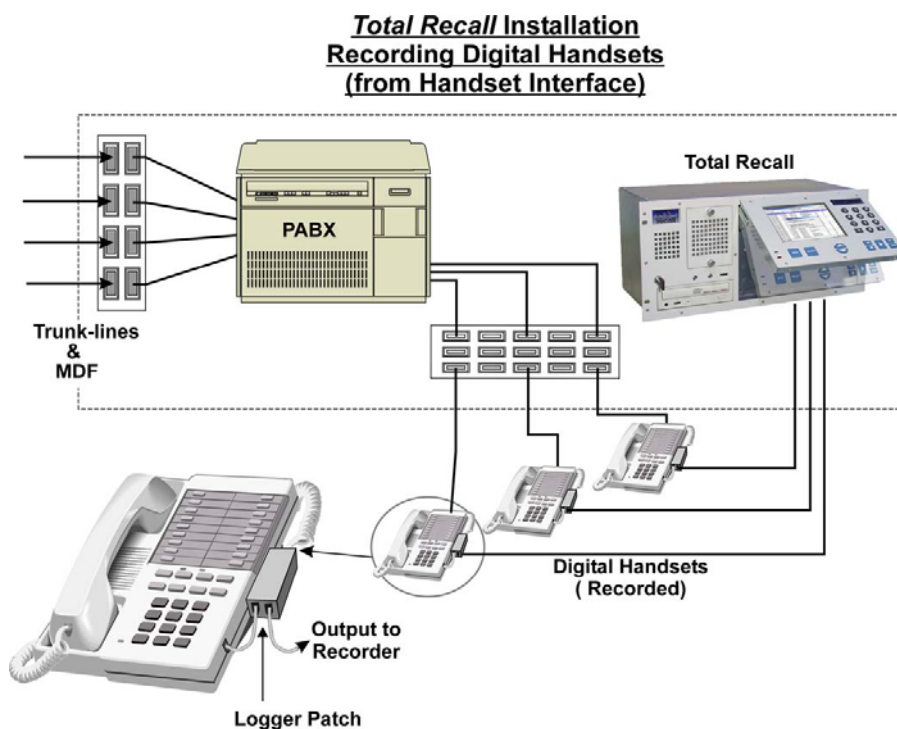 Total Recall Installation
Recording Digital Handsets
(from Handset Interface)
Total Recall
PABX
Trunk-lines
&
MDF
Digital Handsets
( Recorded)
Output to
Recorder
Logger Patch